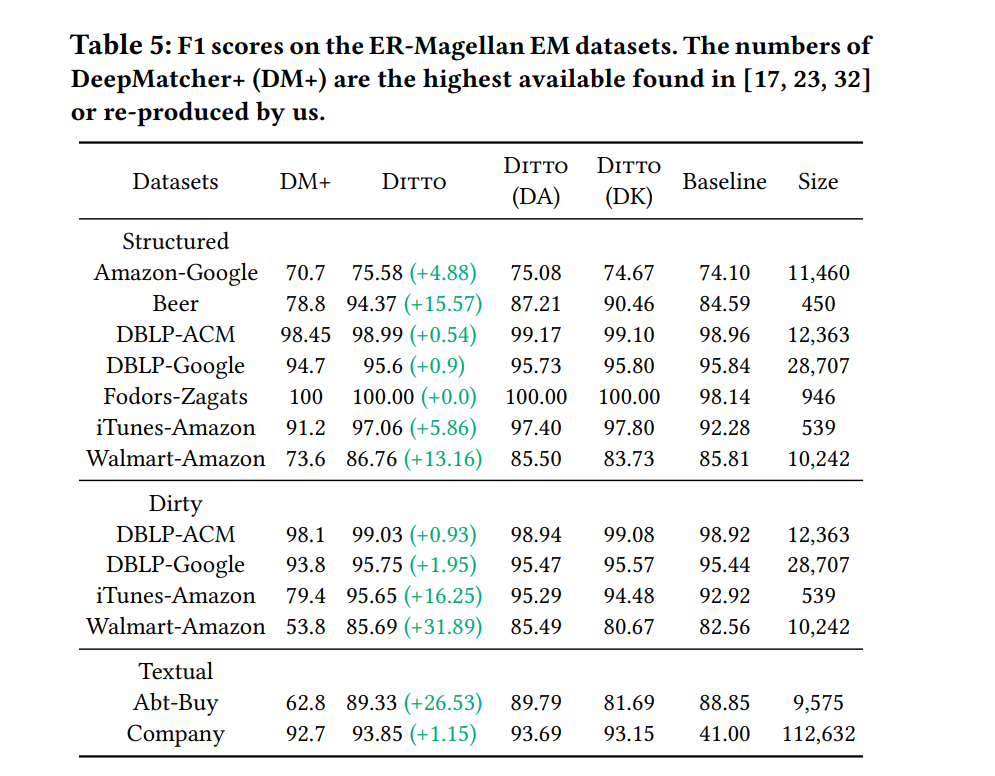 Table 5: F1 scores on the ER-Magellan EM datasets. The numbers of
DeepMatcher+ (DM+) are the highest available found in [17, 23, 32]
or re-produced by us.
Datasets DM+ DITTO DITTO (DA) DITTO (DK) Baseline Size
Structured
Amazon-Google 70.7 75.58 (+4.88) 75.08 74.67 74.10 11,460
Beer 78.8 94.37 (+15.57) 87.21 90.46 84.59 450
DBLP-ACM 98.45 98.99 (+0.54) 99.17 99.10 98.96 12,363
DBLP-Google 94.7 95.6 (+0.9) 95.73 95.80 95.84 28,707
Fodors-Zagats 100 100.00 (+0.0) 100.00 100.00 98.14 946
iTunes-Amazon 91.2 97.06 (+5.86) 97.40 97.80 92.28 539
Walmart-Amazon 73.6 86.76 (+13.16) 85.50 83.73 85.81 10,242
Dirty
DBLP-ACM 98.1 99.03 (+0.93) 98.94 99.08 98.92 12,363
DBLP-Google 93.8 95.75 (+1.95) 95.47 95.57 95.44 28,707
iTunes-Amazon 79.4 95.65 (+16.25) 95.29 94.48 92.92 539
Walmart-Amazon 53.8 85.69 (+31.89) 85.49 80.67 82.56 10,242
Textual
Abt-Buy 62.8 89.33 (+26.53) 89.79 81.69 88.85 9,575
Company 92.7 93.85 (+1.15) 93.69 93.15 41.00 112,632